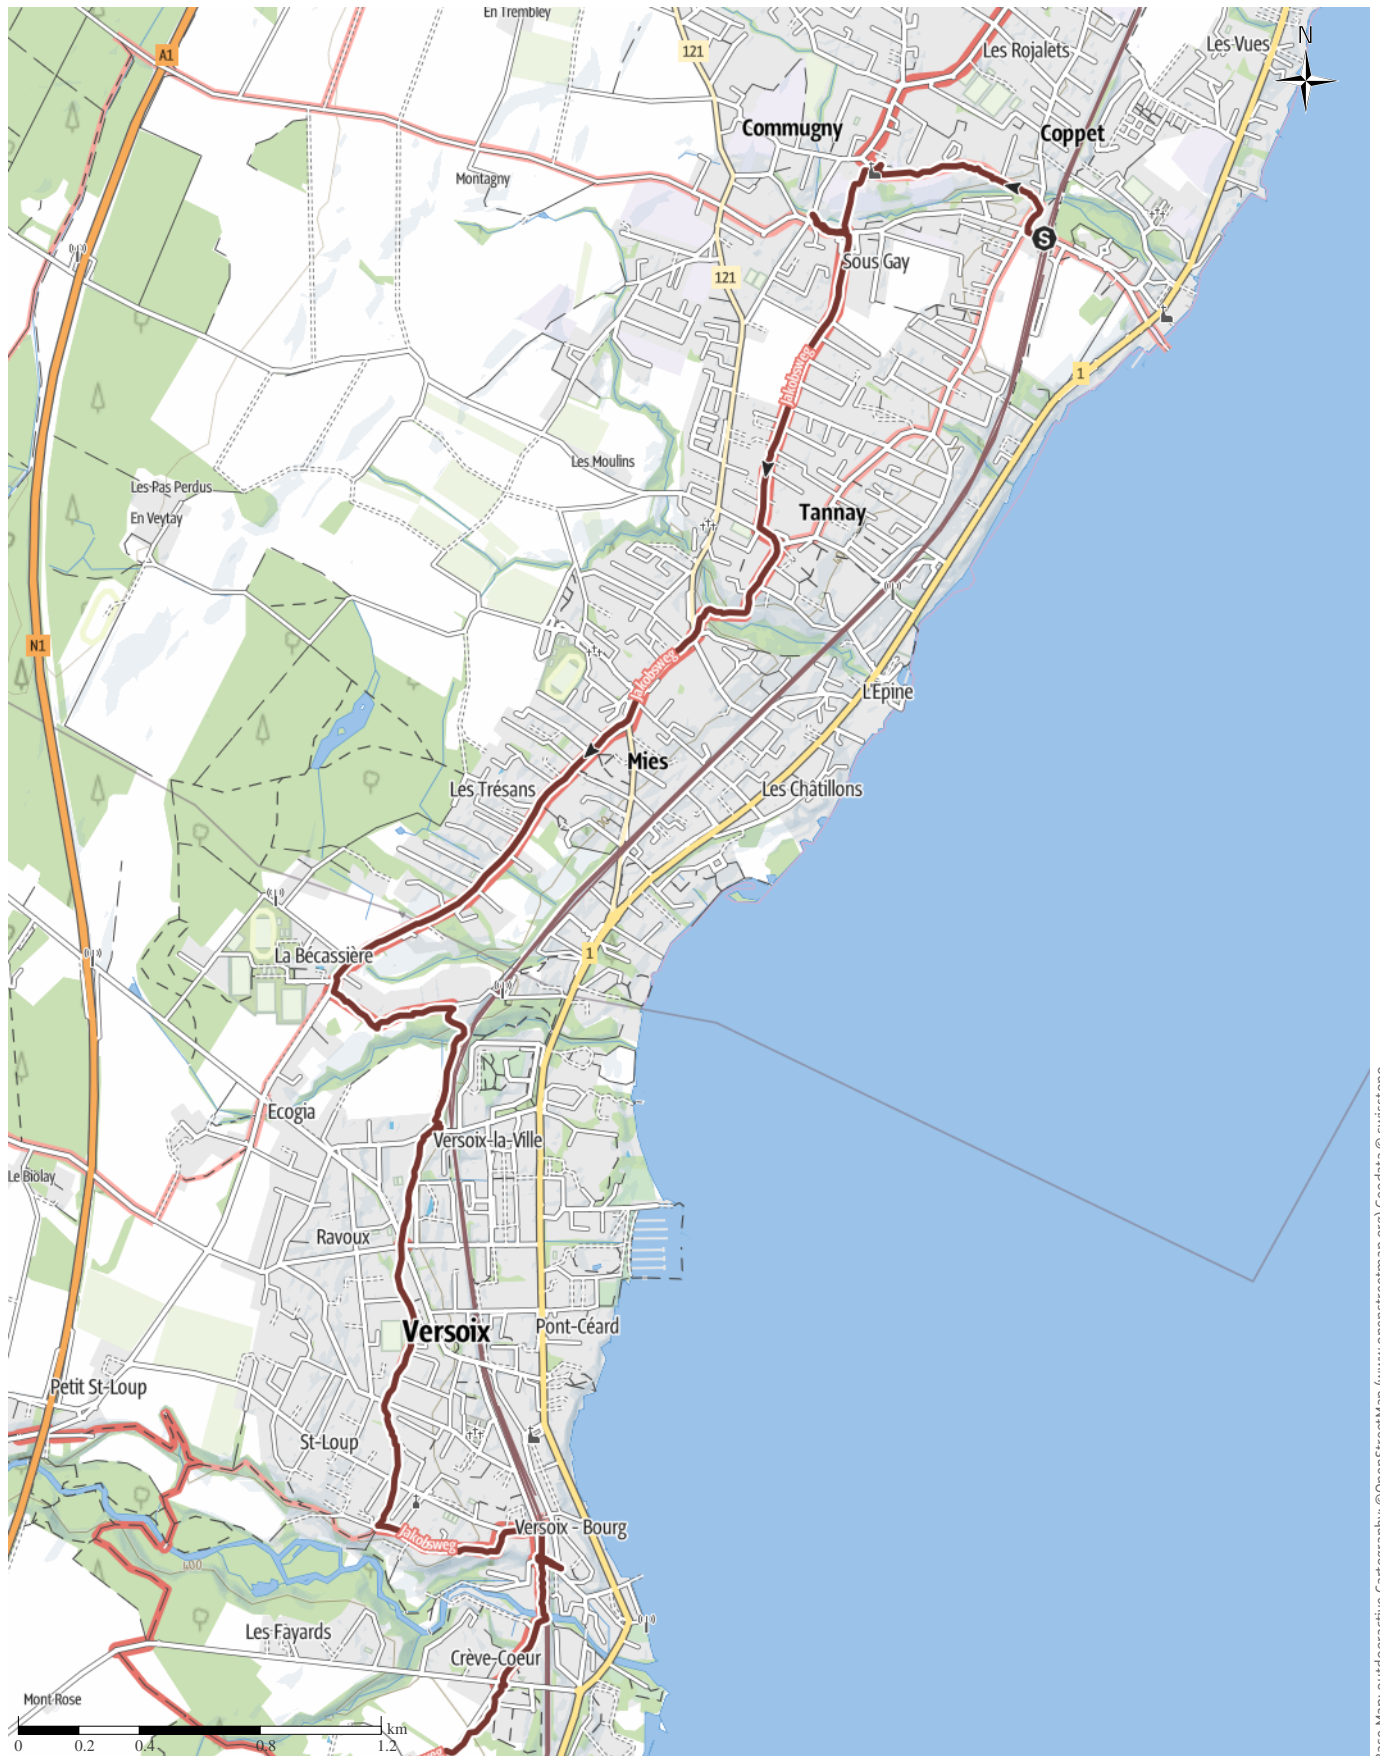 En Trembley
A1
121
Les Rojalets
Les Vues
N
Commugny
Coppet
Montagny
S
Sous Gay
121
Jakobsweg
1
Les Moulins
Les Pas Perdus
En Veytay
Tannay
N1
Jakobsweg
L'Epine
Mies
Les Trésans
Les Châtillons
La Bécassière
1
Ecogia
Versoix-la-Ville
Le Biolay
Ravoux
Versoix
Pont-Céard
Petit St-Loup
St-Loup
Jakobsweg
Versoix - Bourg
400
Les Fayards
Crève-Coeur
Mont Rose
km
0 0.2 0.4 0.8 1.2